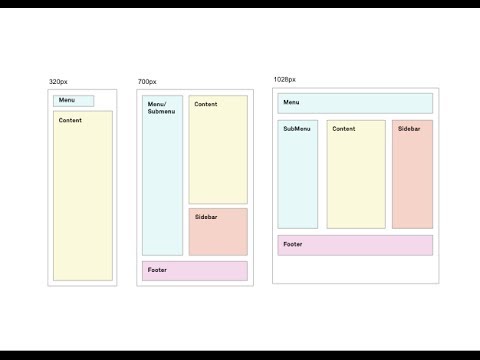 320px
Menu
Content
700px
Menu/
Submenu
Content
Sidebar
Footer
1028px
Menu
SubMenu
Content
Sidebar
Footer